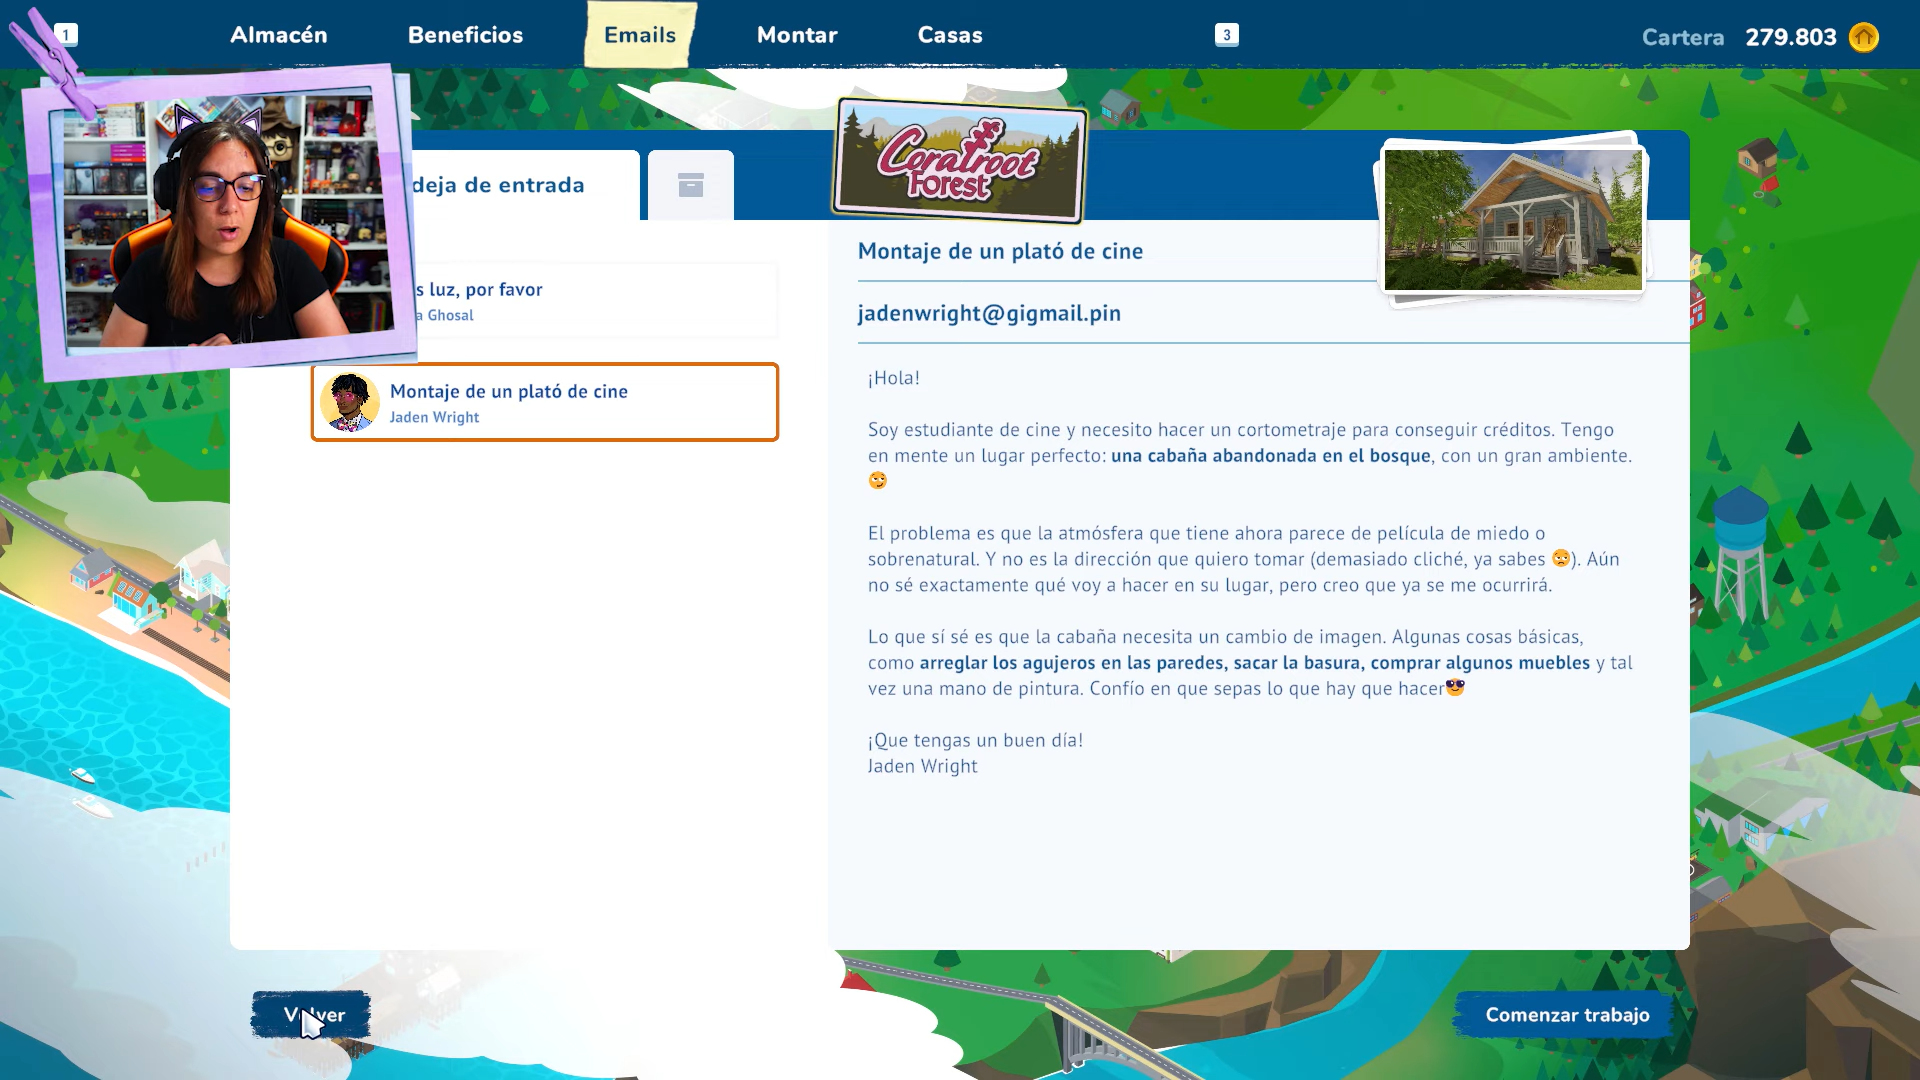 1
Almacén
Beneficios
Emails
Montar
Casas
3
Cartera 279.803
deja de entrada
Coralroot
Forest
s luz, por favor
a Ghosal
Montaje de un plató de cine
Jaden Wright
Montaje de un plató de cine
jadenwright@gigmail.pin
¡Hola!
Soy estudiante de cine y necesito hacer un cortometraje para conseguir créditos. Tengo
en mente un lugar perfecto: una cabaña abandonada en el bosque, con un gran ambiente.
El problema es que la atmósfera que tiene ahora parece de película de miedo o
sobrenatural. Y no es la dirección que quiero tomar (demasiado cliché, ya sabes 😟). Aún
no sé exactamente qué voy a hacer en su lugar, pero creo que ya se me ocurrirá.
Lo que sí sé es que la cabaña necesita un cambio de imagen. Algunas cosas básicas,
como arreglar los agujeros en las paredes, sacar la basura, comprar algunos muebles y tal
vez una mano de pintura. Confío en que sepas lo que hay que hacer😎
¡Que tengas un buen día!
Jaden Wright
Volver
Comenzar trabajo